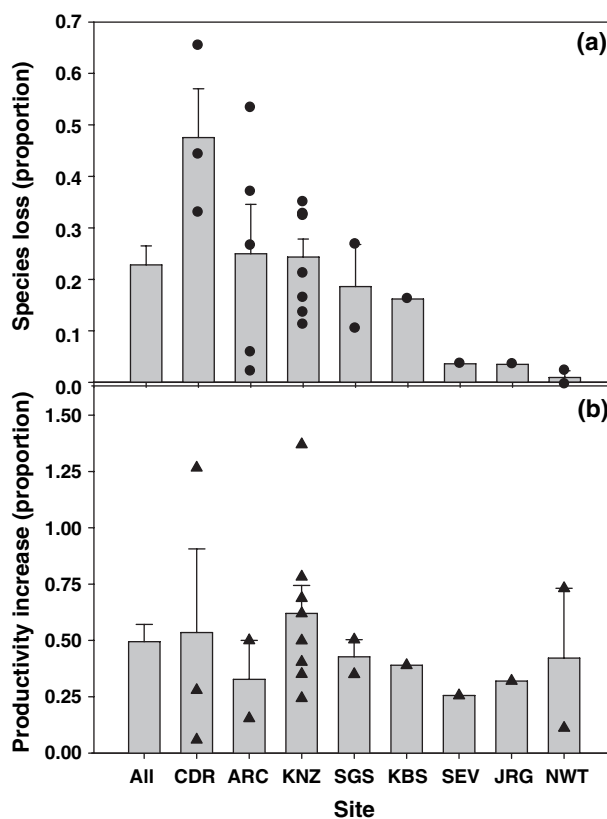 (a)
Species loss (proportion)
0.7
0.6
0.5
0.4
0.3
0.2
0.1
0.0
(b)
Productivity increase (proportion)
1.50
1.25
1.00
0.75
0.50
0.25
0.00
All CDR ARC KNZ SGS KBS SEV JRG NWT
Site